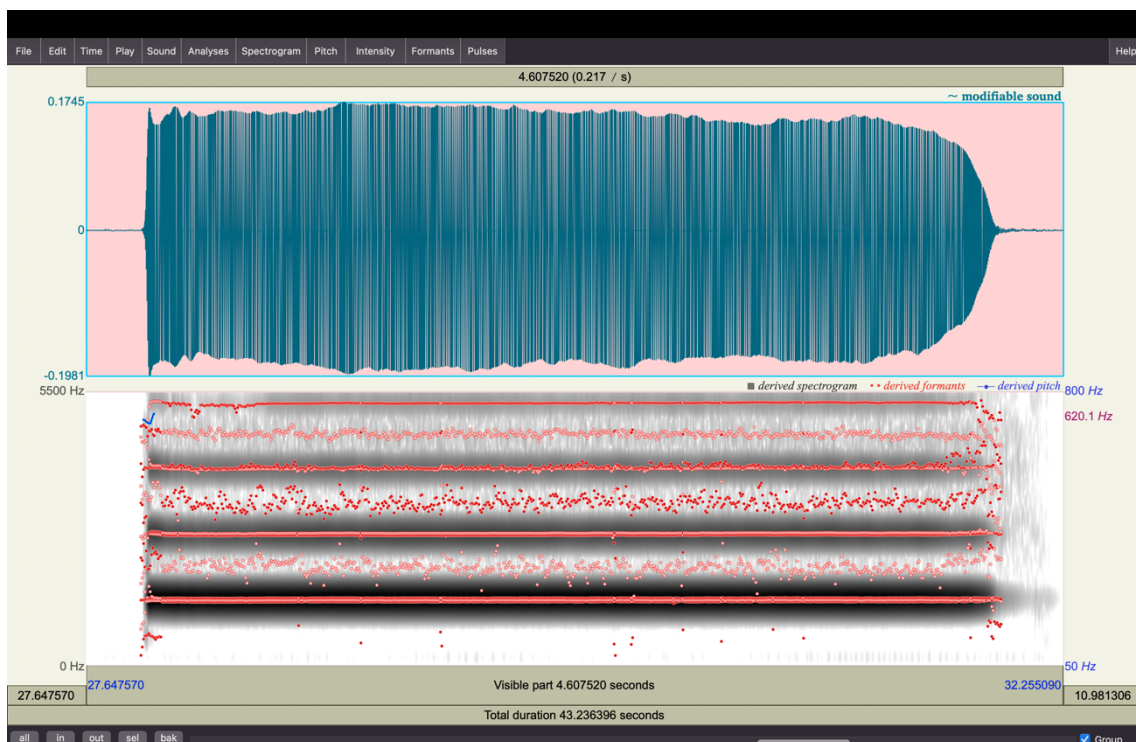 File Edit Time Play Sound Analyses Spectrogram Pitch Intensity Formants Pulses Help
4.607520 (0.217 / s)
0.1745
~ modifiable sound
0
-0.1981
derived spectrogram derived formants derived pitch
5500 Hz
800 Hz
620.1 Hz
0 Hz
50 Hz
27.647570 Visible part 4.607520 seconds 32.255090
27.647570 10.981306
Total duration 43.236396 seconds
all in out sel bak Group